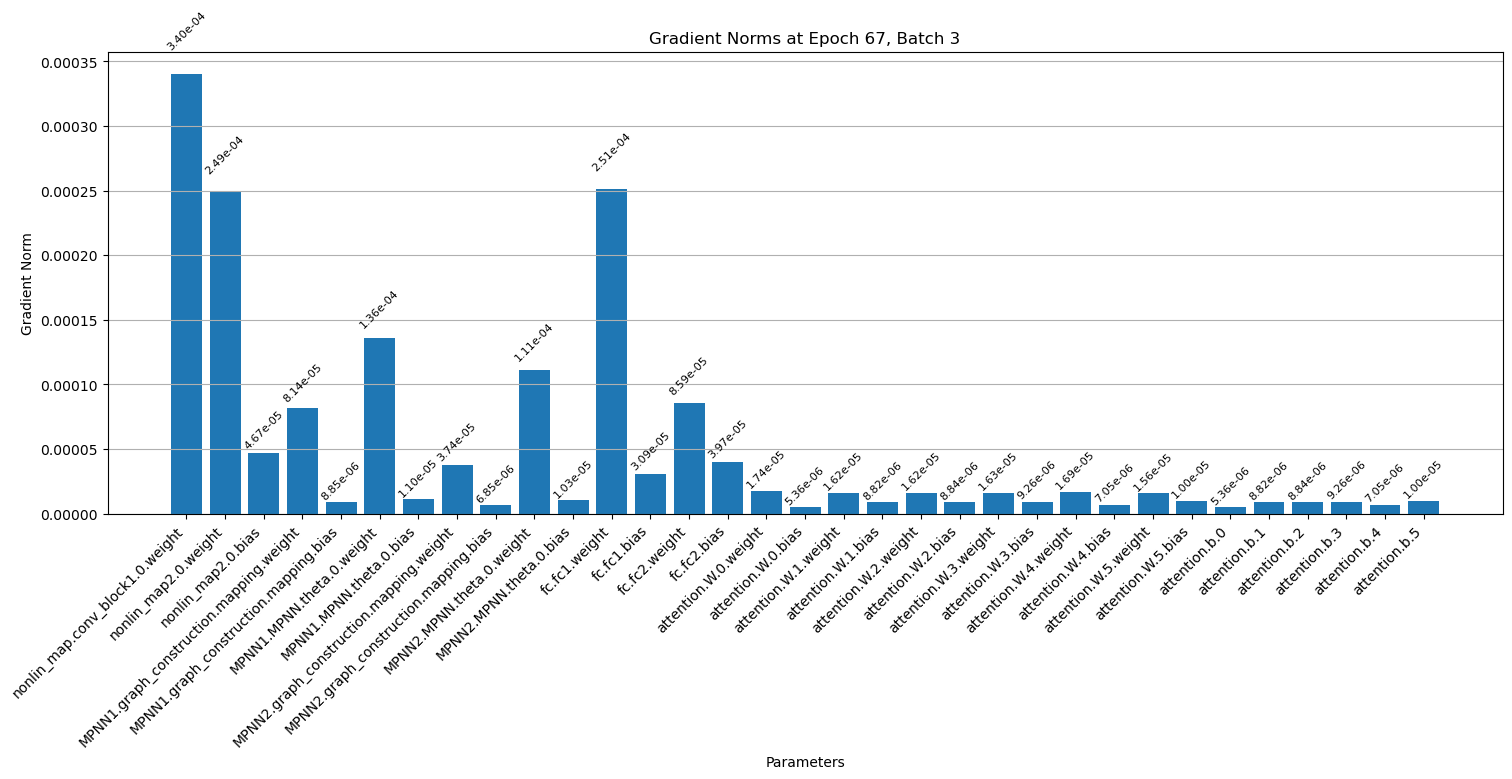 Gradient Norms at Epoch 67, Batch 3
Gradient Norm
0.00035
0.00030
0.00025
0.00020
0.00015
0.00010
0.00005
0.00000
3.40e-04
2.49e-04
4.67e-05
8.14e-05
8.85e-06
1.36e-04
1.10e-05
3.74e-05
6.85e-06
1.11e-04
1.03e-05
2.51e-04
3.09e-05
8.59e-05
3.97e-05
1.74e-05
5.36e-06
1.62e-05
8.82e-06
1.62e-05
8.84e-06
1.63e-05
9.26e-06
1.69e-05
7.05e-06
1.56e-05
1.00e-05
5.36e-06
8.82e-06
8.84e-06
9.26e-06
7.05e-06
1.00e-05
nonlin_map.conv_block1.0.weight
nonlin_map2.0.weight
nonlin_map2.0.bias
MPNN1.graph_construction.mapping.weight
MPNN1.graph_construction.mapping.bias
MPNN1.MPNN.theta.0.weight
MPNN1.MPNN.theta.0.bias
MPNN2.graph_construction.mapping.weight
MPNN2.graph_construction.mapping.bias
MPNN2.MPNN.theta.0.weight
MPNN2.MPNN.theta.0.bias
fc.fc1.weight
fc.fc1.bias
fc.fc2.weight
fc.fc2.bias
attention.W.0.weight
attention.W.0.bias
attention.W.1.weight
attention.W.1.bias
attention.W.2.weight
attention.W.2.bias
attention.W.3.weight
attention.W.3.bias
attention.W.4.weight
attention.W.4.bias
attention.W.5.weight
attention.W.5.bias
attention.b.0
attention.b.1
attention.b.2
attention.b.3
attention.b.4
attention.b.5
Parameters